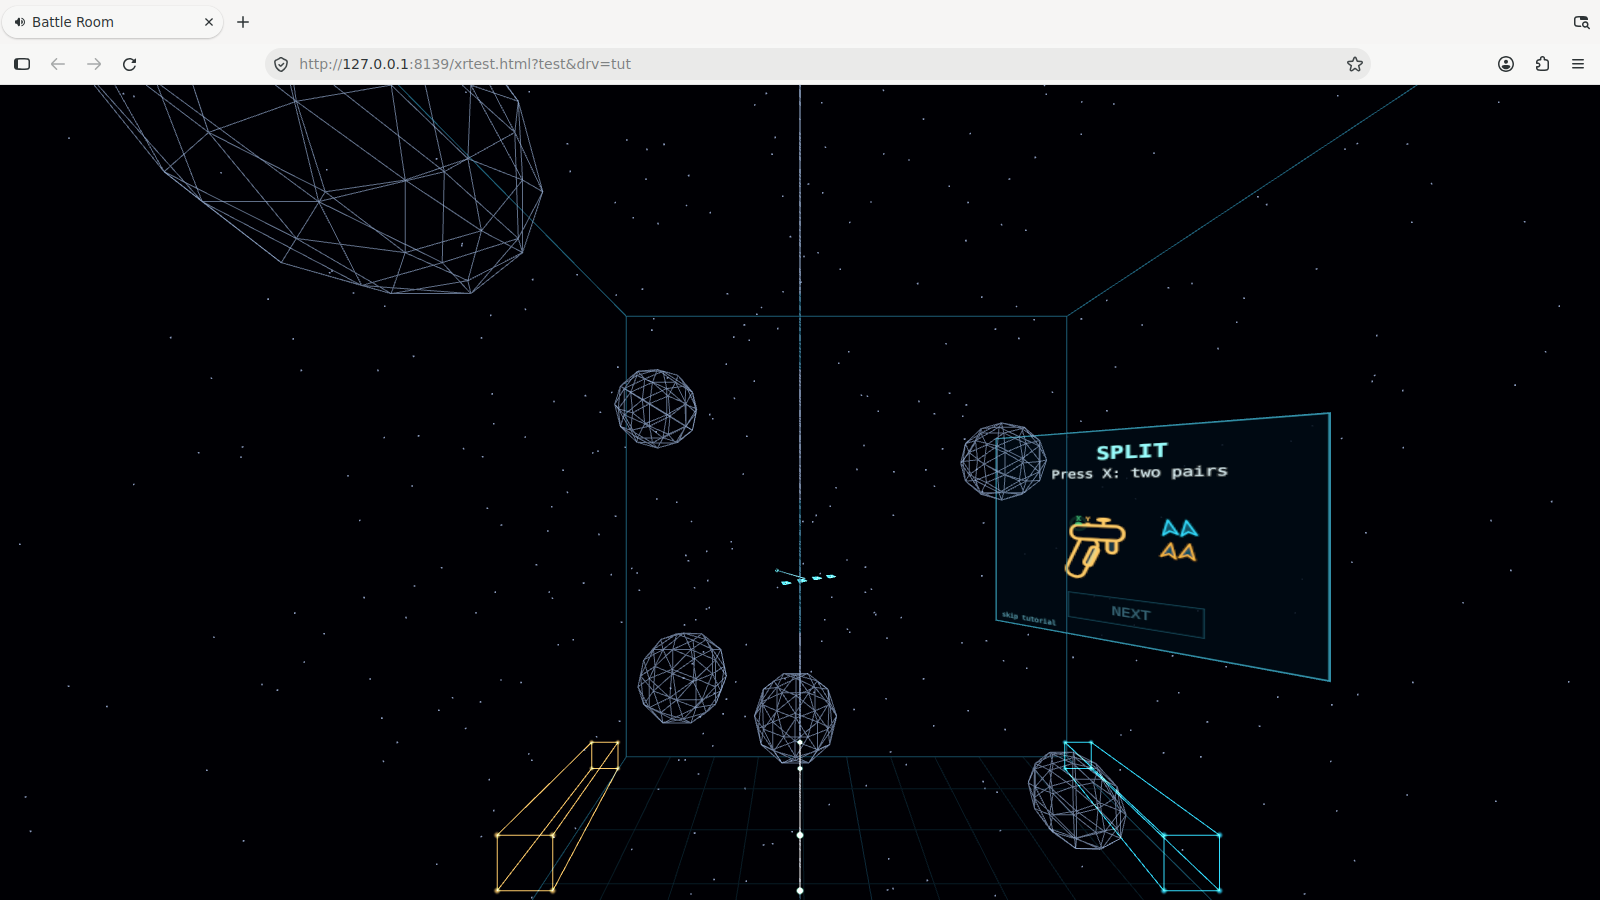 Battle Room
http://127.0.0.1:8139/xrtest.html?test&drv=tut
SPLIT
Press X: two pairs
X Y
NEXT
skip tutorial